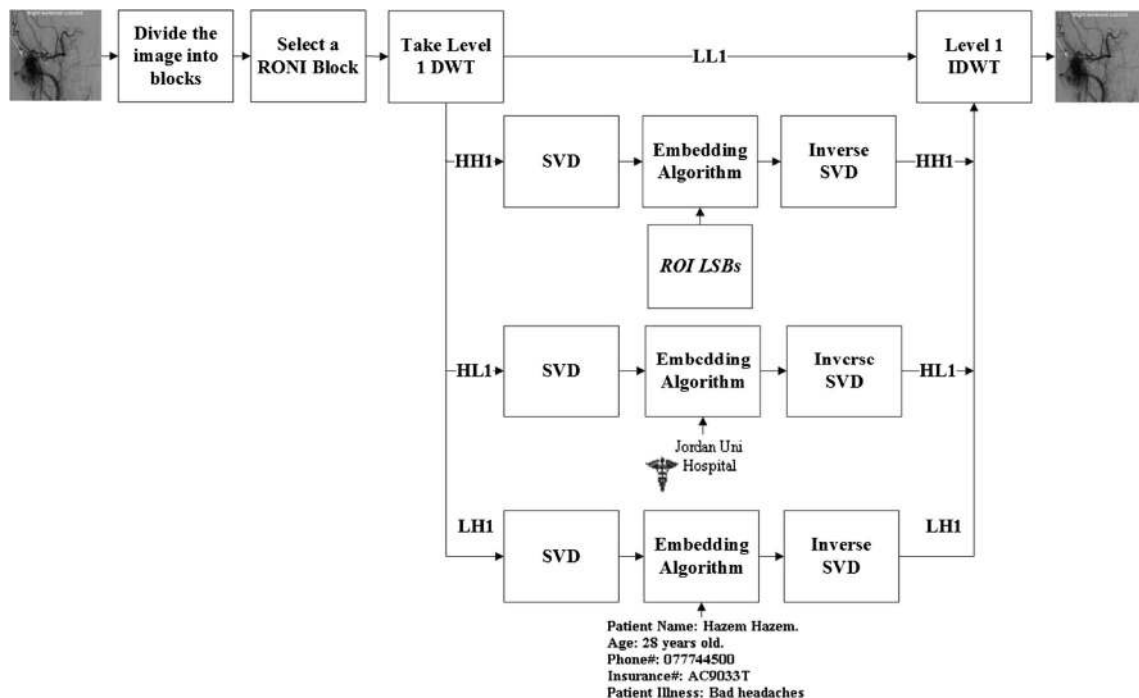 Divide the
image into
blocks
Select a
RONI Block
Take Level
1 DWT
LL1
Level 1
IDWT
HH1
SVD
Embedding
Algorithm
Inverse
SVD
HH1
ROI LSBs
HL1
SVD
Embedding
Algorithm
Inverse
SVD
HL1
Jordan Uni
Hospital
LH1
SVD
Embedding
Algorithm
Inverse
SVD
LH1
Patient Name: Hazem Hazem.
Age: 28 years old.
Phone#: 077744500
Insurance#: AC9033T
Patient Illness: Bad headaches